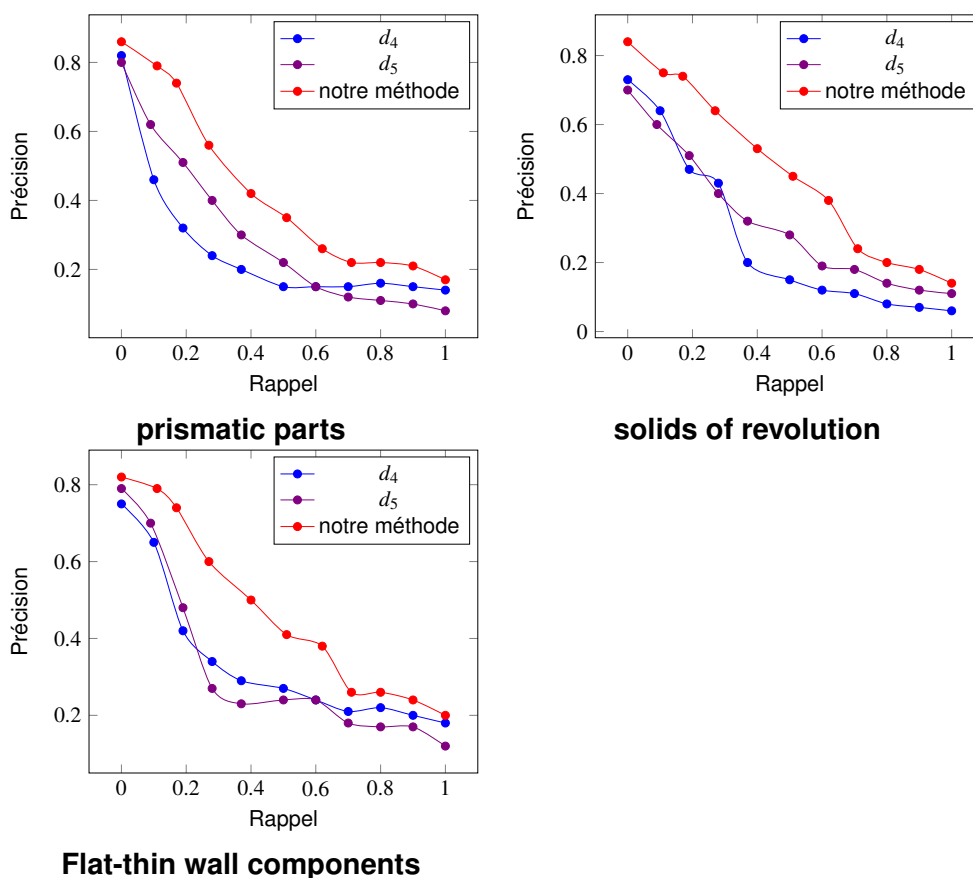 d4
d5
notre méthode
0.8
0.6
0.4
0.2
Précision
0 0.2 0.4 0.6 0.8 1
Rappel
prismatic parts
d4
d5
notre méthode
0.8
0.6
0.4
0.2
0
Précision
0 0.2 0.4 0.6 0.8 1
Rappel
solids of revolution
d4
d5
notre méthode
0.8
0.6
0.4
0.2
Précision
0 0.2 0.4 0.6 0.8 1
Rappel
Flat-thin wall components